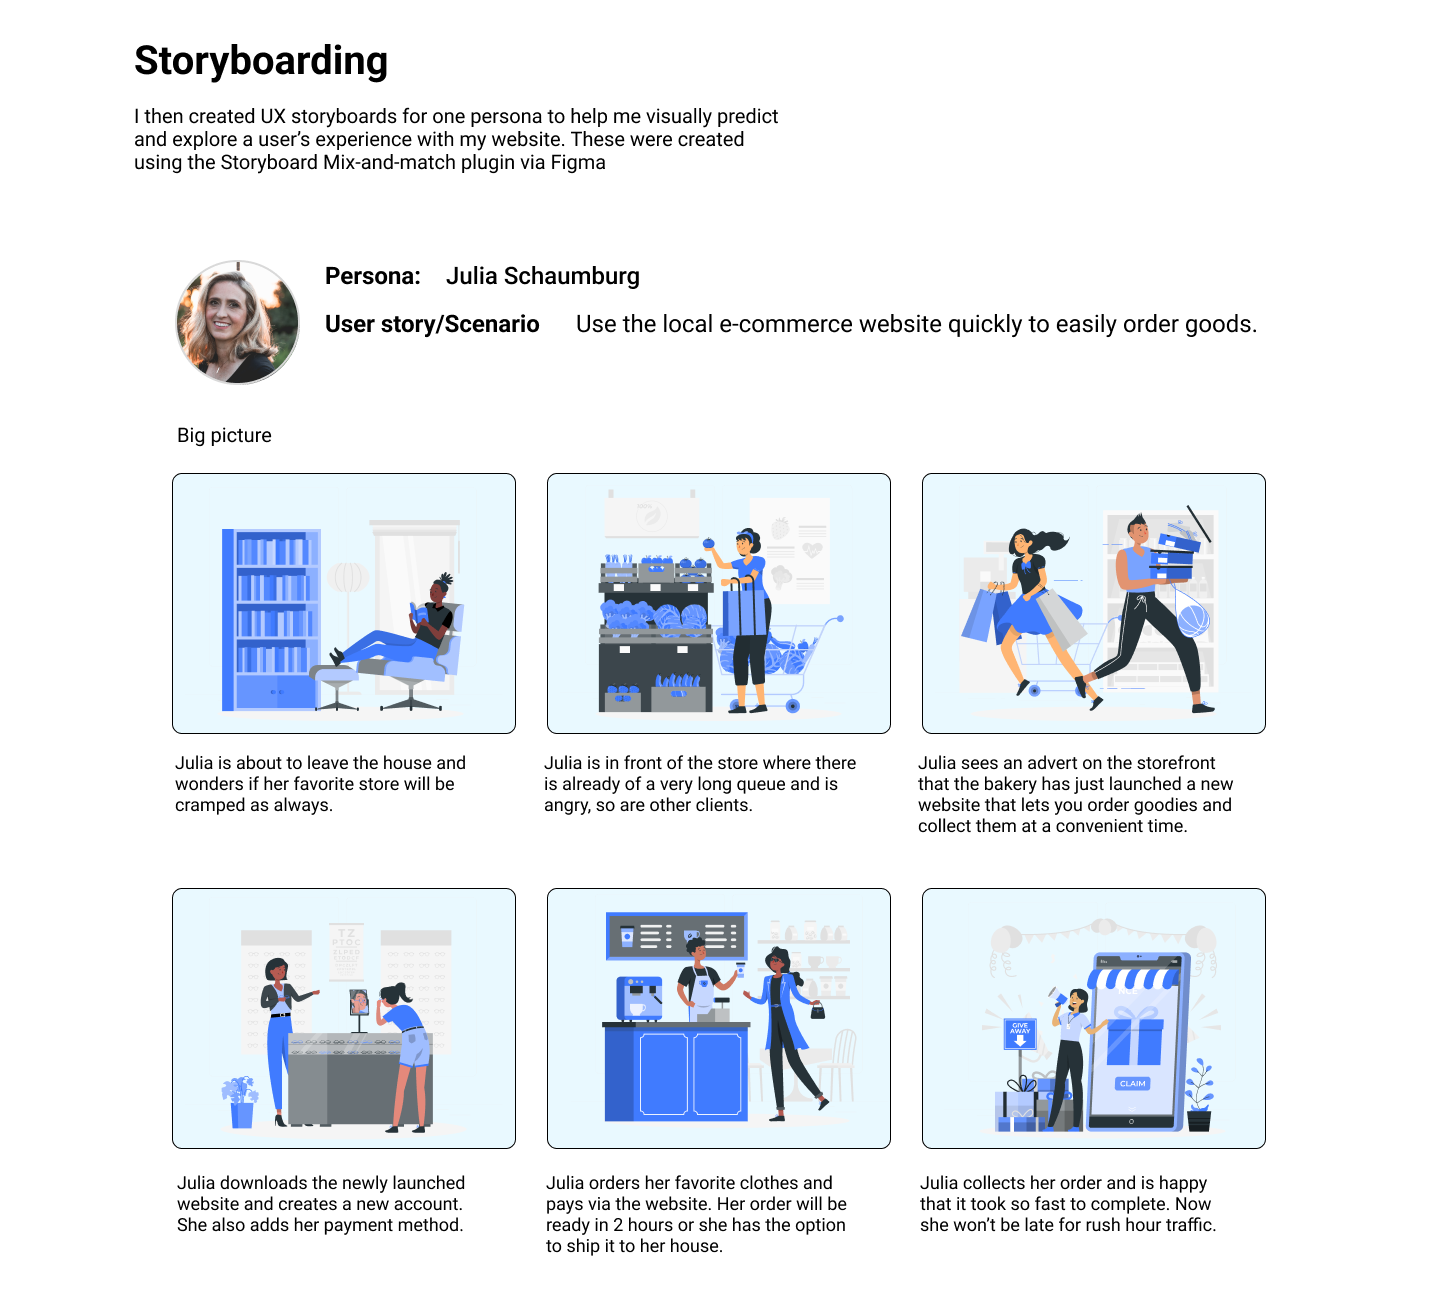 Storyboarding
I then created UX storyboards for one persona to help me visually predict
and explore a user’s experience with my website. These were created
using the Storyboard Mix-and-match plugin via Figma
Persona: Julia Schaumburg
User story/Scenario Use the local e-commerce website quickly to easily order goods.
Big picture
Julia is about to leave the house and
wonders if her favorite store will be
cramped as always.
Julia is in front of the store where there
is already of a very long queue and is
angry, so are other clients.
Julia sees an advert on the storefront
that the bakery has just launched a new
website that lets you order goodies and
collect them at a convenient time.
TZ
PTOC
GIVE
AWAY
CLAIM
Julia downloads the newly launched
website and creates a new account.
She also adds her payment method.
Julia orders her favorite clothes and
pays via the website. Her order will be
ready in 2 hours or she has the option
to ship it to her house.
Julia collects her order and is happy
that it took so fast to complete. Now
she won’t be late for rush hour traffic.